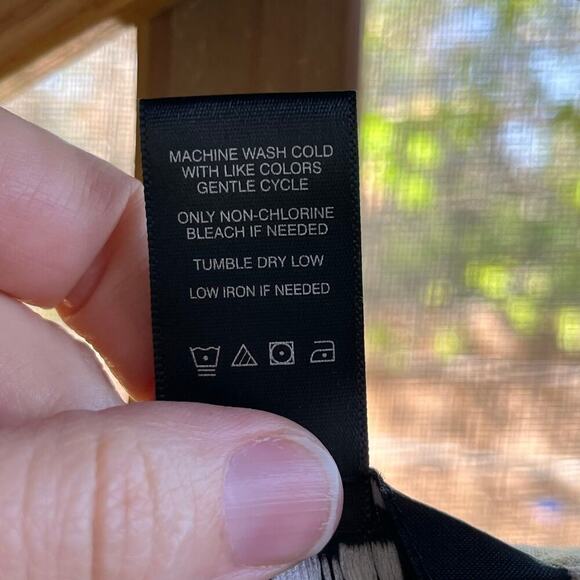 MACHINE WASH COLD
WITH LIKE COLORS
GENTLE CYCLE
ONLY NON-CHLORINE
BLEACH IF NEEDED
TUMBLE DRY LOW
LOW IRON IF NEEDED